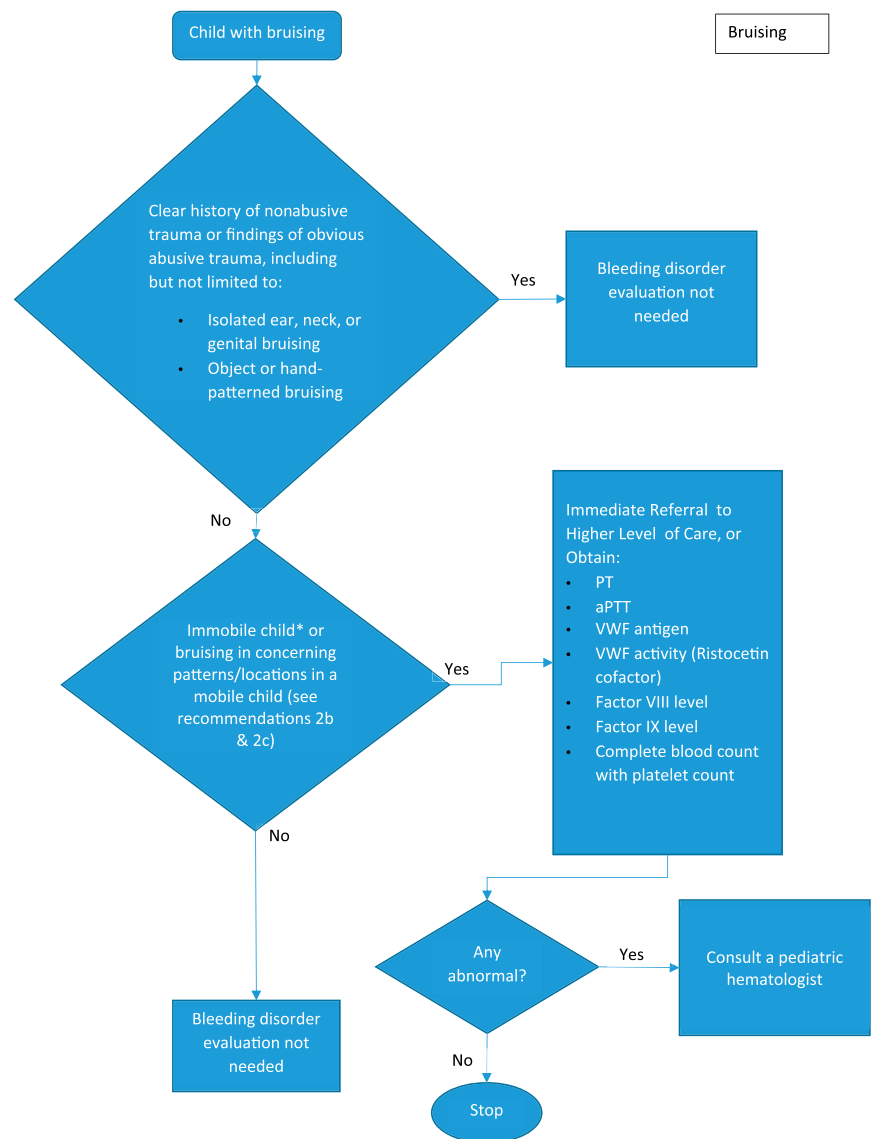 Child with bruising
Bruising
Clear history of nonabusive
trauma or findings of obvious
abusive trauma, including
but not limited to:
• Isolated ear, neck, or
genital bruising
• Object or hand-
patterned bruising
Yes
Bleeding disorder
evaluation not
needed
No
Immobile child* or
bruising in concerning
patterns/locations in a
mobile child (see
recommendations 2b
& 2c)
Yes
Immediate Referral to
Higher Level of Care, or
Obtain:
• PT
• aPTT
• VWF antigen
• VWF activity (Ristocetin
cofactor)
• Factor VIII level
• Factor IX level
• Complete blood count
with platelet count
No
Bleeding disorder
evaluation not
needed
Any
abnormal?
Yes
Consult a pediatric
hematologist
No
Stop